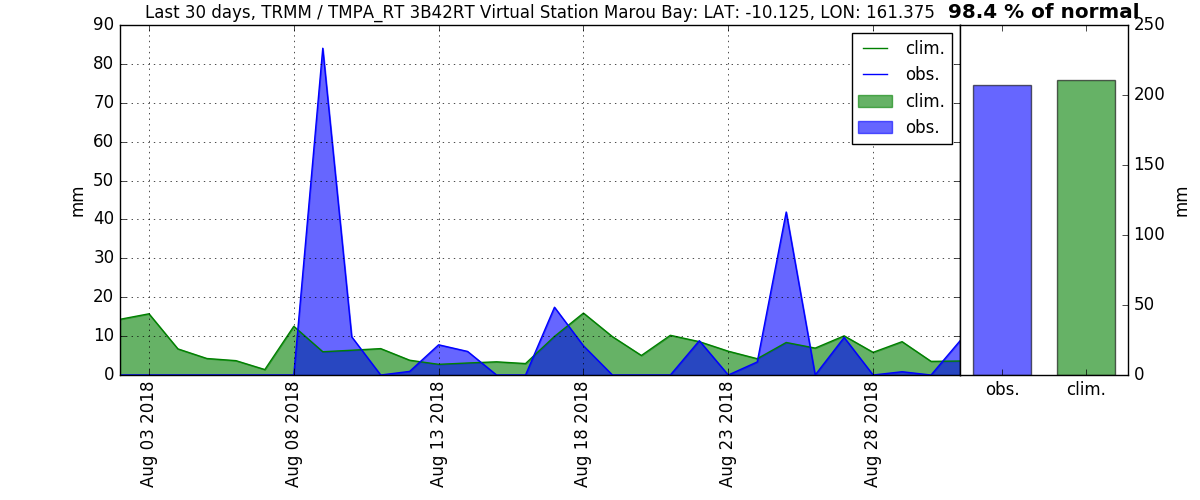 Last 30 days, TRMM / TMPA_RT 3B42RT Virtual Station Marou Bay: LAT: -10.125, LON: 161.375
98.4 % of normal
90
80
70
60
50
40
30
20
10
0
mm
clim.
obs.
clim.
obs.
Aug 03 2018
Aug 08 2018
Aug 13 2018
Aug 18 2018
Aug 23 2018
Aug 28 2018
250
200
150
100
50
0
mm
obs.
clim.